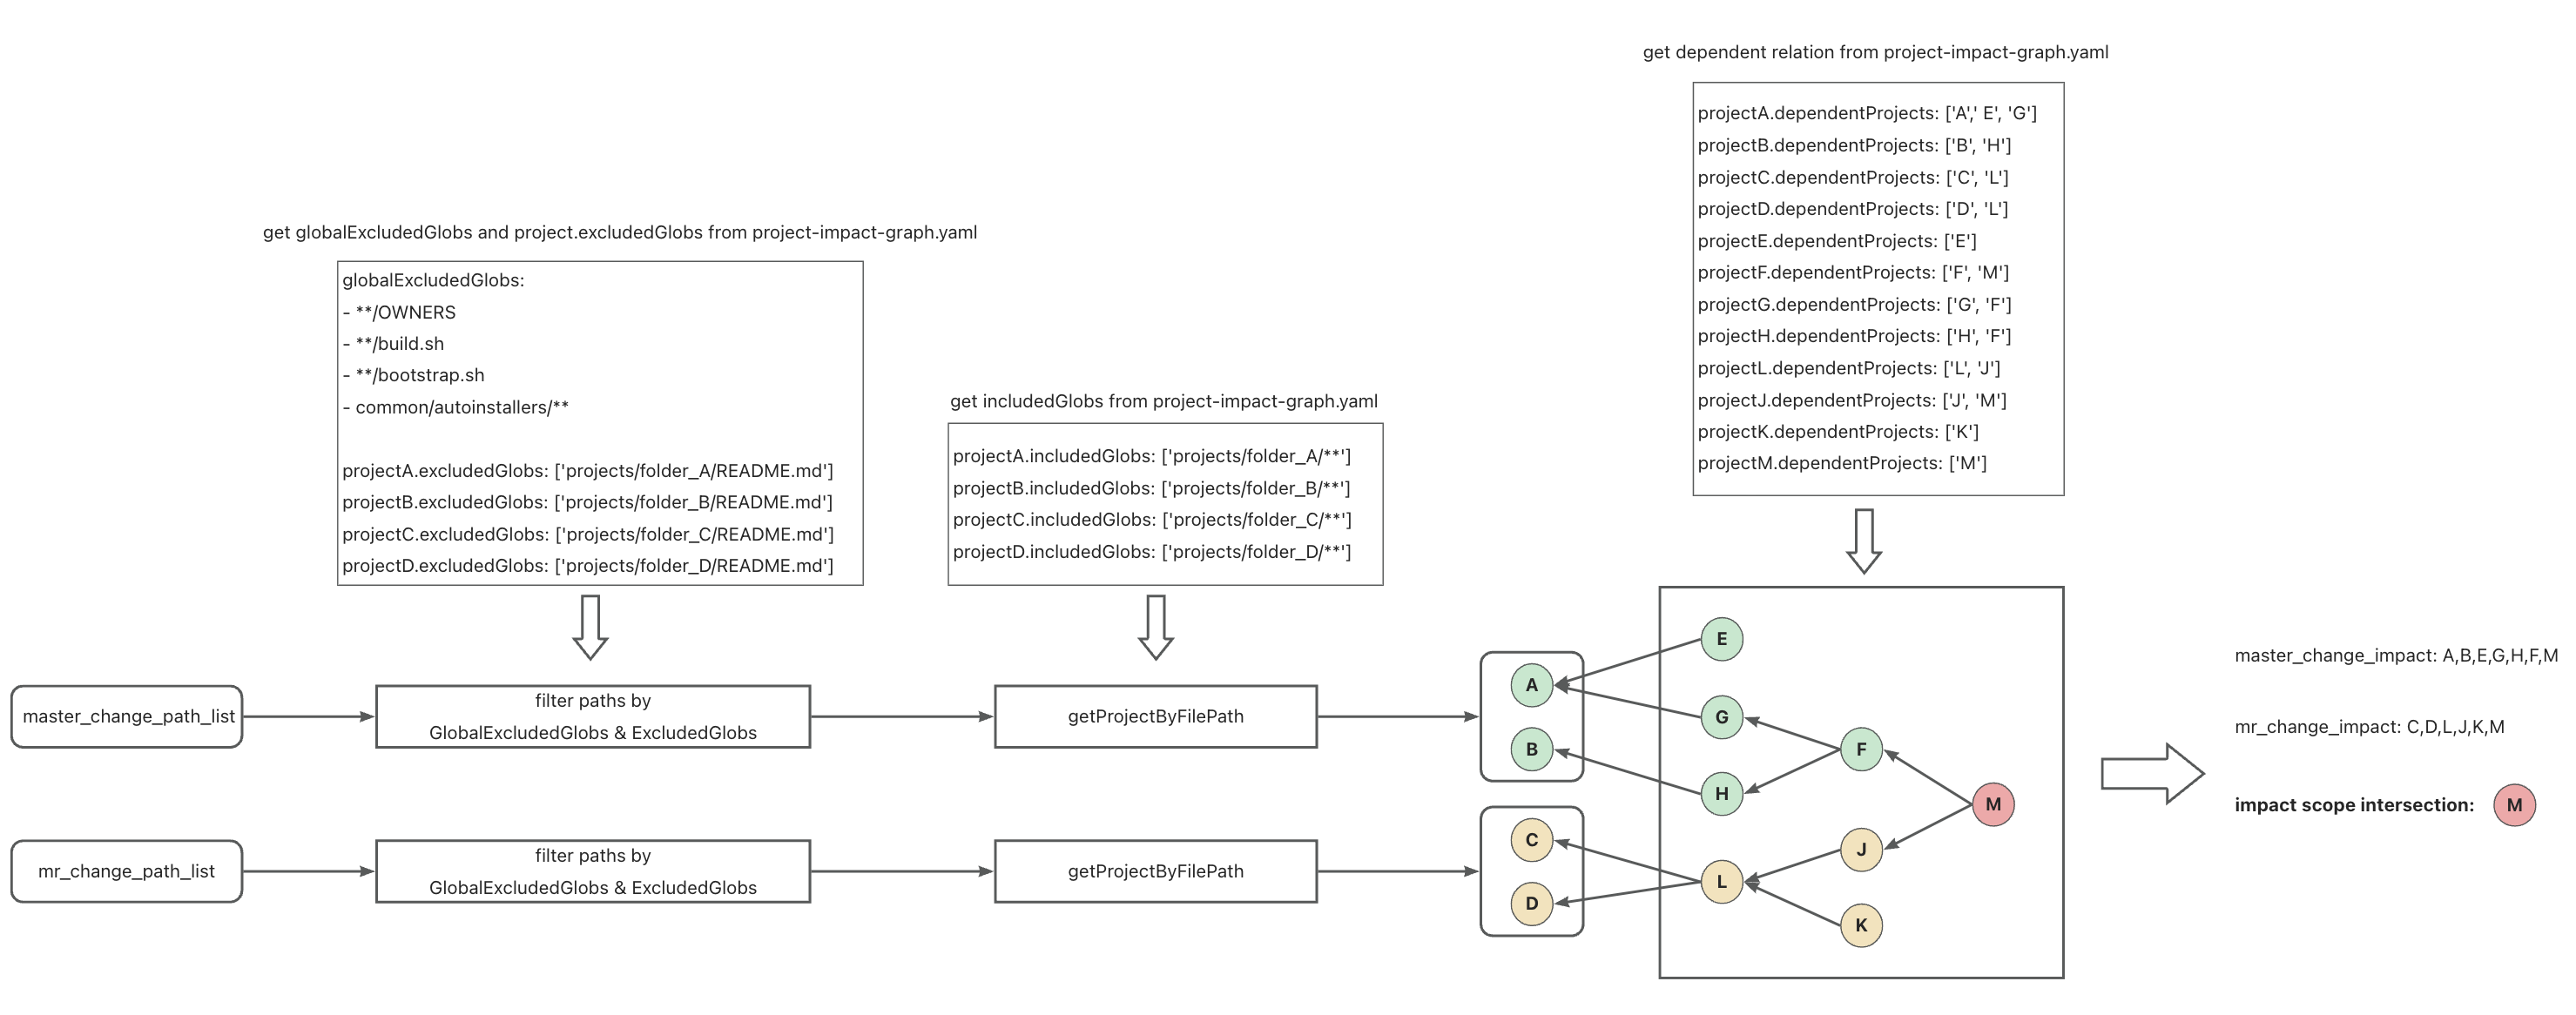 get dependent relation from project-impact-graph.yaml
projectA.dependentProjects: ['A',' E', 'G']
projectB.dependentProjects: ['B', 'H']
projectC.dependentProjects: ['C', 'L']
projectD.dependentProjects: ['D', 'L']
projectE.dependentProjects: ['E']
projectF.dependentProjects: ['F', 'M']
projectG.dependentProjects: ['G', 'F']
projectH.dependentProjects: ['H', 'F']
projectL.dependentProjects: ['L', 'J']
projectJ.dependentProjects: ['J', 'M']
projectK.dependentProjects: ['K']
projectM.dependentProjects: ['M']
get globalExcludedGlobs and project.excludedGlobs from project-impact-graph.yaml
globalExcludedGlobs:
- **/OWNERS
- **/build.sh
- **/bootstrap.sh
- common/autoinstallers/**
projectA.excludedGlobs: ['projects/folder_A/README.md']
projectB.excludedGlobs: ['projects/folder_B/README.md']
projectC.excludedGlobs: ['projects/folder_C/README.md']
projectD.excludedGlobs: ['projects/folder_D/README.md']
get includedGlobs from project-impact-graph.yaml
projectA.includedGlobs: ['projects/folder_A/**']
projectB.includedGlobs: ['projects/folder_B/**']
projectC.includedGlobs: ['projects/folder_C/**']
projectD.includedGlobs: ['projects/folder_D/**']
master_change_path_list
filter paths by
GlobalExcludedGlobs & ExcludedGlobs
getProjectByFilePath
A
B
E
G
H
F
M
mr_change_path_list
filter paths by
GlobalExcludedGlobs & ExcludedGlobs
getProjectByFilePath
C
D
L
J
K
master_change_impact: A,B,E,G,H,F,M
mr_change_impact: C,D,L,J,K,M
impact scope intersection: M